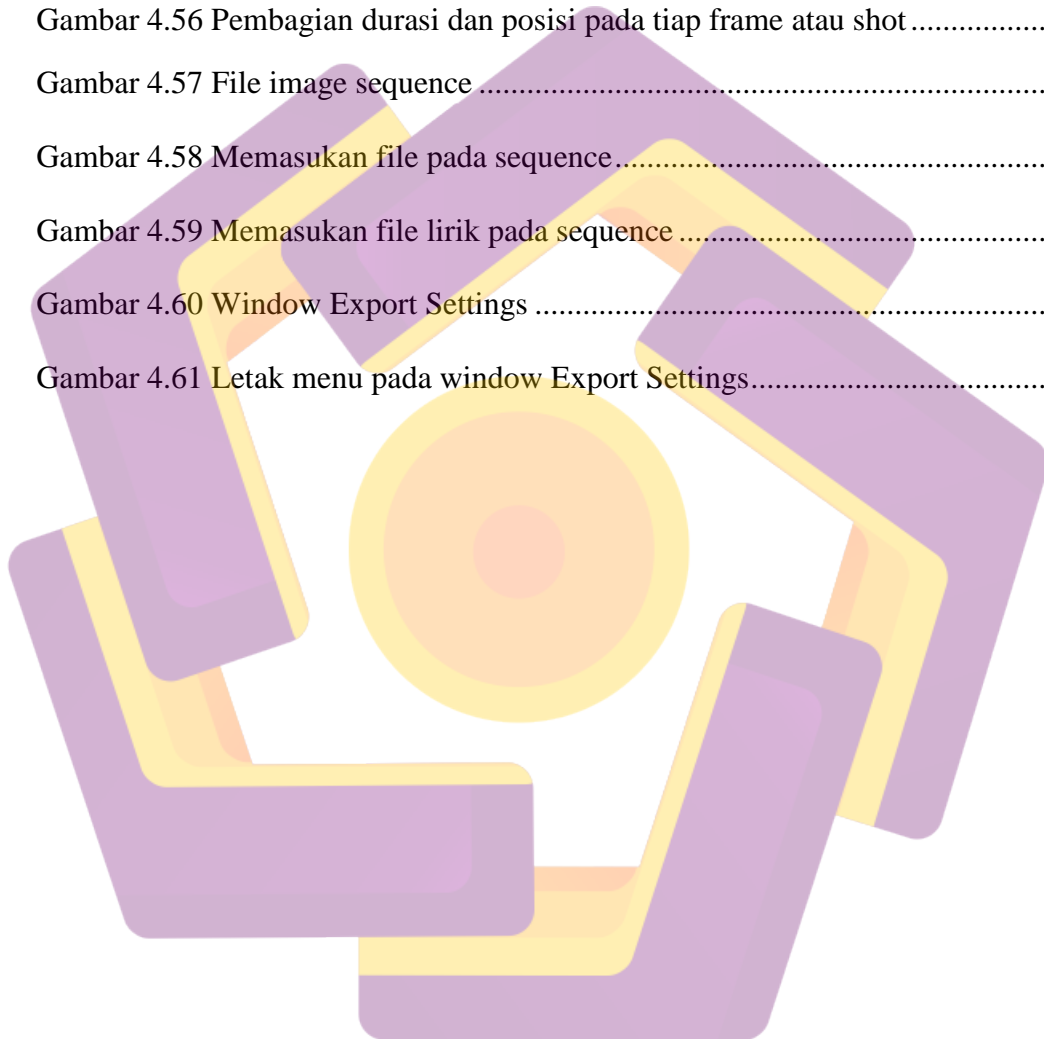 Gambar 4.56 Pembagian durasi dan posisi pada tiap frame atau shot.................
Gambar 4.57 File image sequence .......................................................................
Gambar 4.58 Memasukan file pada sequence......................................................
Gambar 4.59 Memasukan file lirik pada sequence ..............................................
Gambar 4.60 Window Export Settings ................................................................
Gambar 4.61 Letak menu pada window Export Settings.....................................